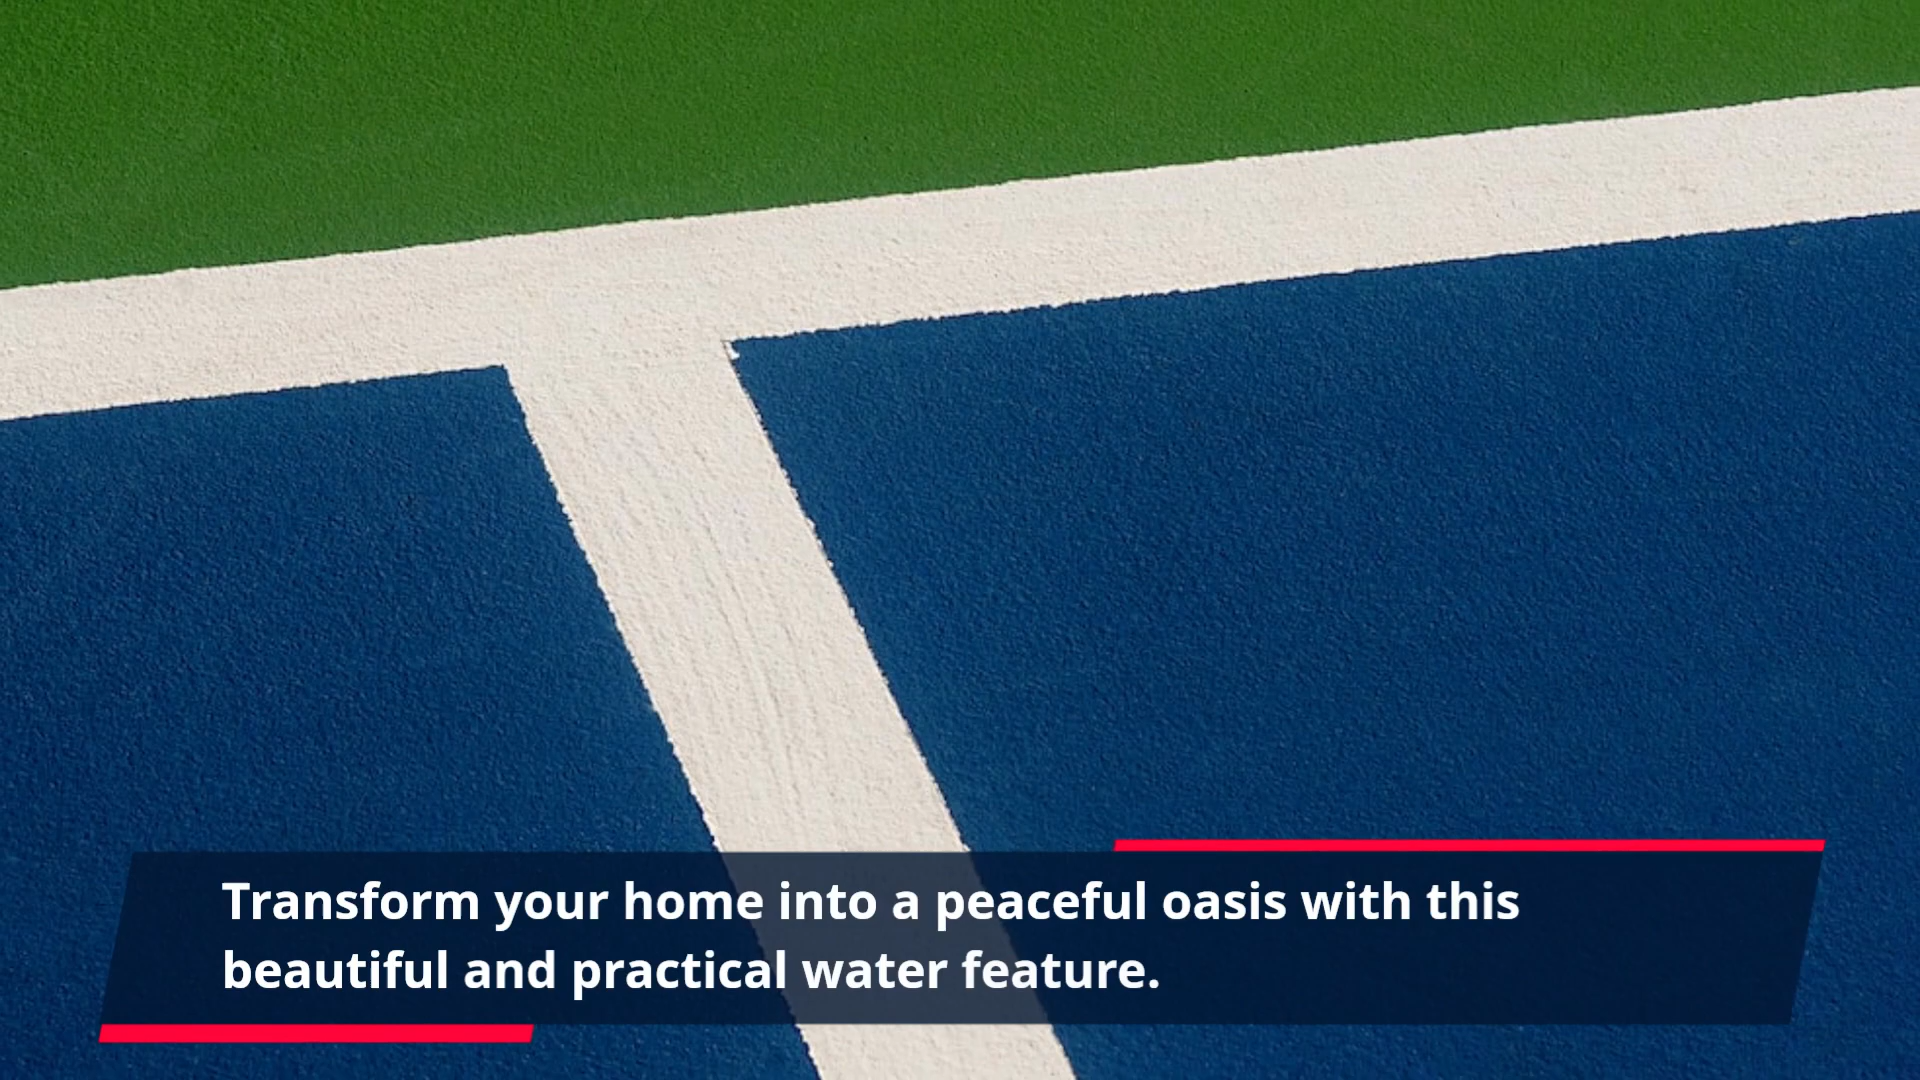 Transform your home into a peaceful oasis with this
beautiful and practical water feature.